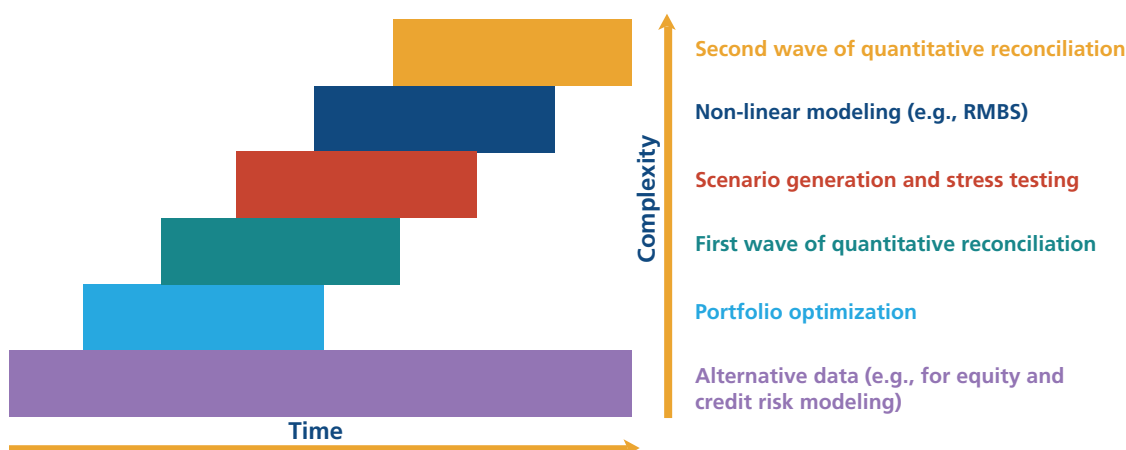 Second wave of quantitative reconciliation
Non-linear modeling (e.g., RMBS)
Scenario generation and stress testing
First wave of quantitative reconciliation
Portfolio optimization
Alternative data (e.g., for equity and
credit risk modeling)
Complexity
Time